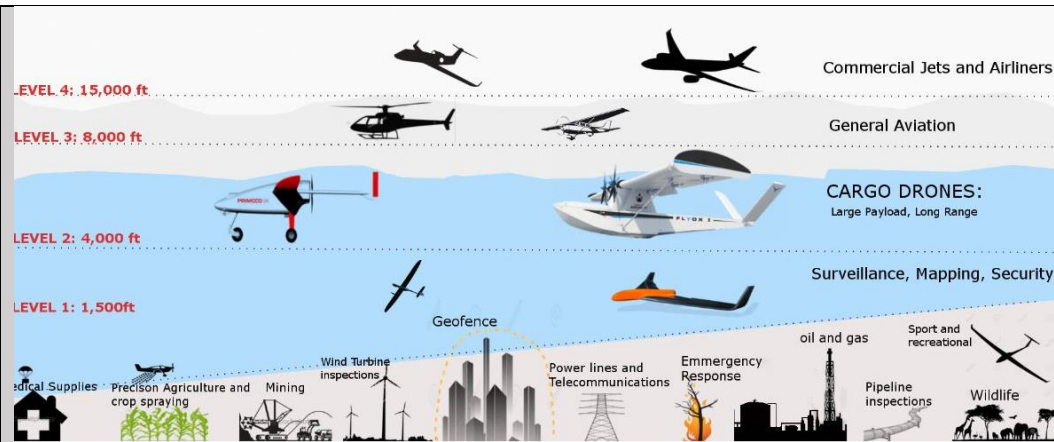 Commercial Jets and Airliners
LEVEL 4; 15,000 ft
General Aviation
LEVEL 3: 8,000 ft
CARGO DRONES:
Large Payload, Long Range
LEVEL 2: 4,000 ft
Surveillance, Mapping, Security
LEVEL 1: 1,500ft
Geofence
oil and gas
Sport and
recreational
Wind Turbine
inspections
Power lines and
Telecommunications
Emmergency
Response
edical Supplies
Precison Agriculture and
crop spraying
Mining
Pipeline
inspections
Wildlife